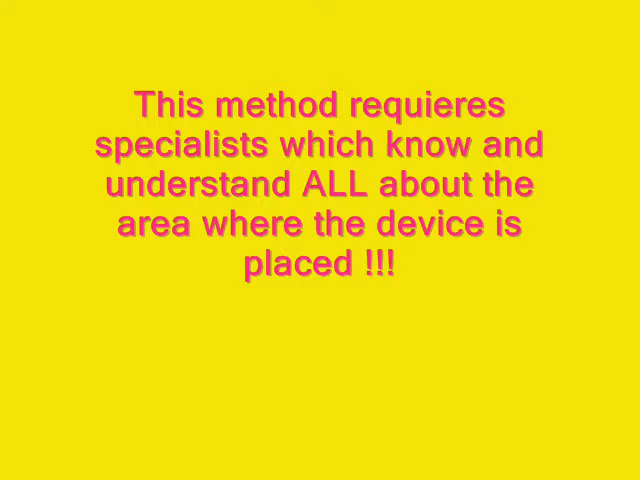 This method requieres
specialists which know and
understand ALL about the
area where the device is
placed !!!